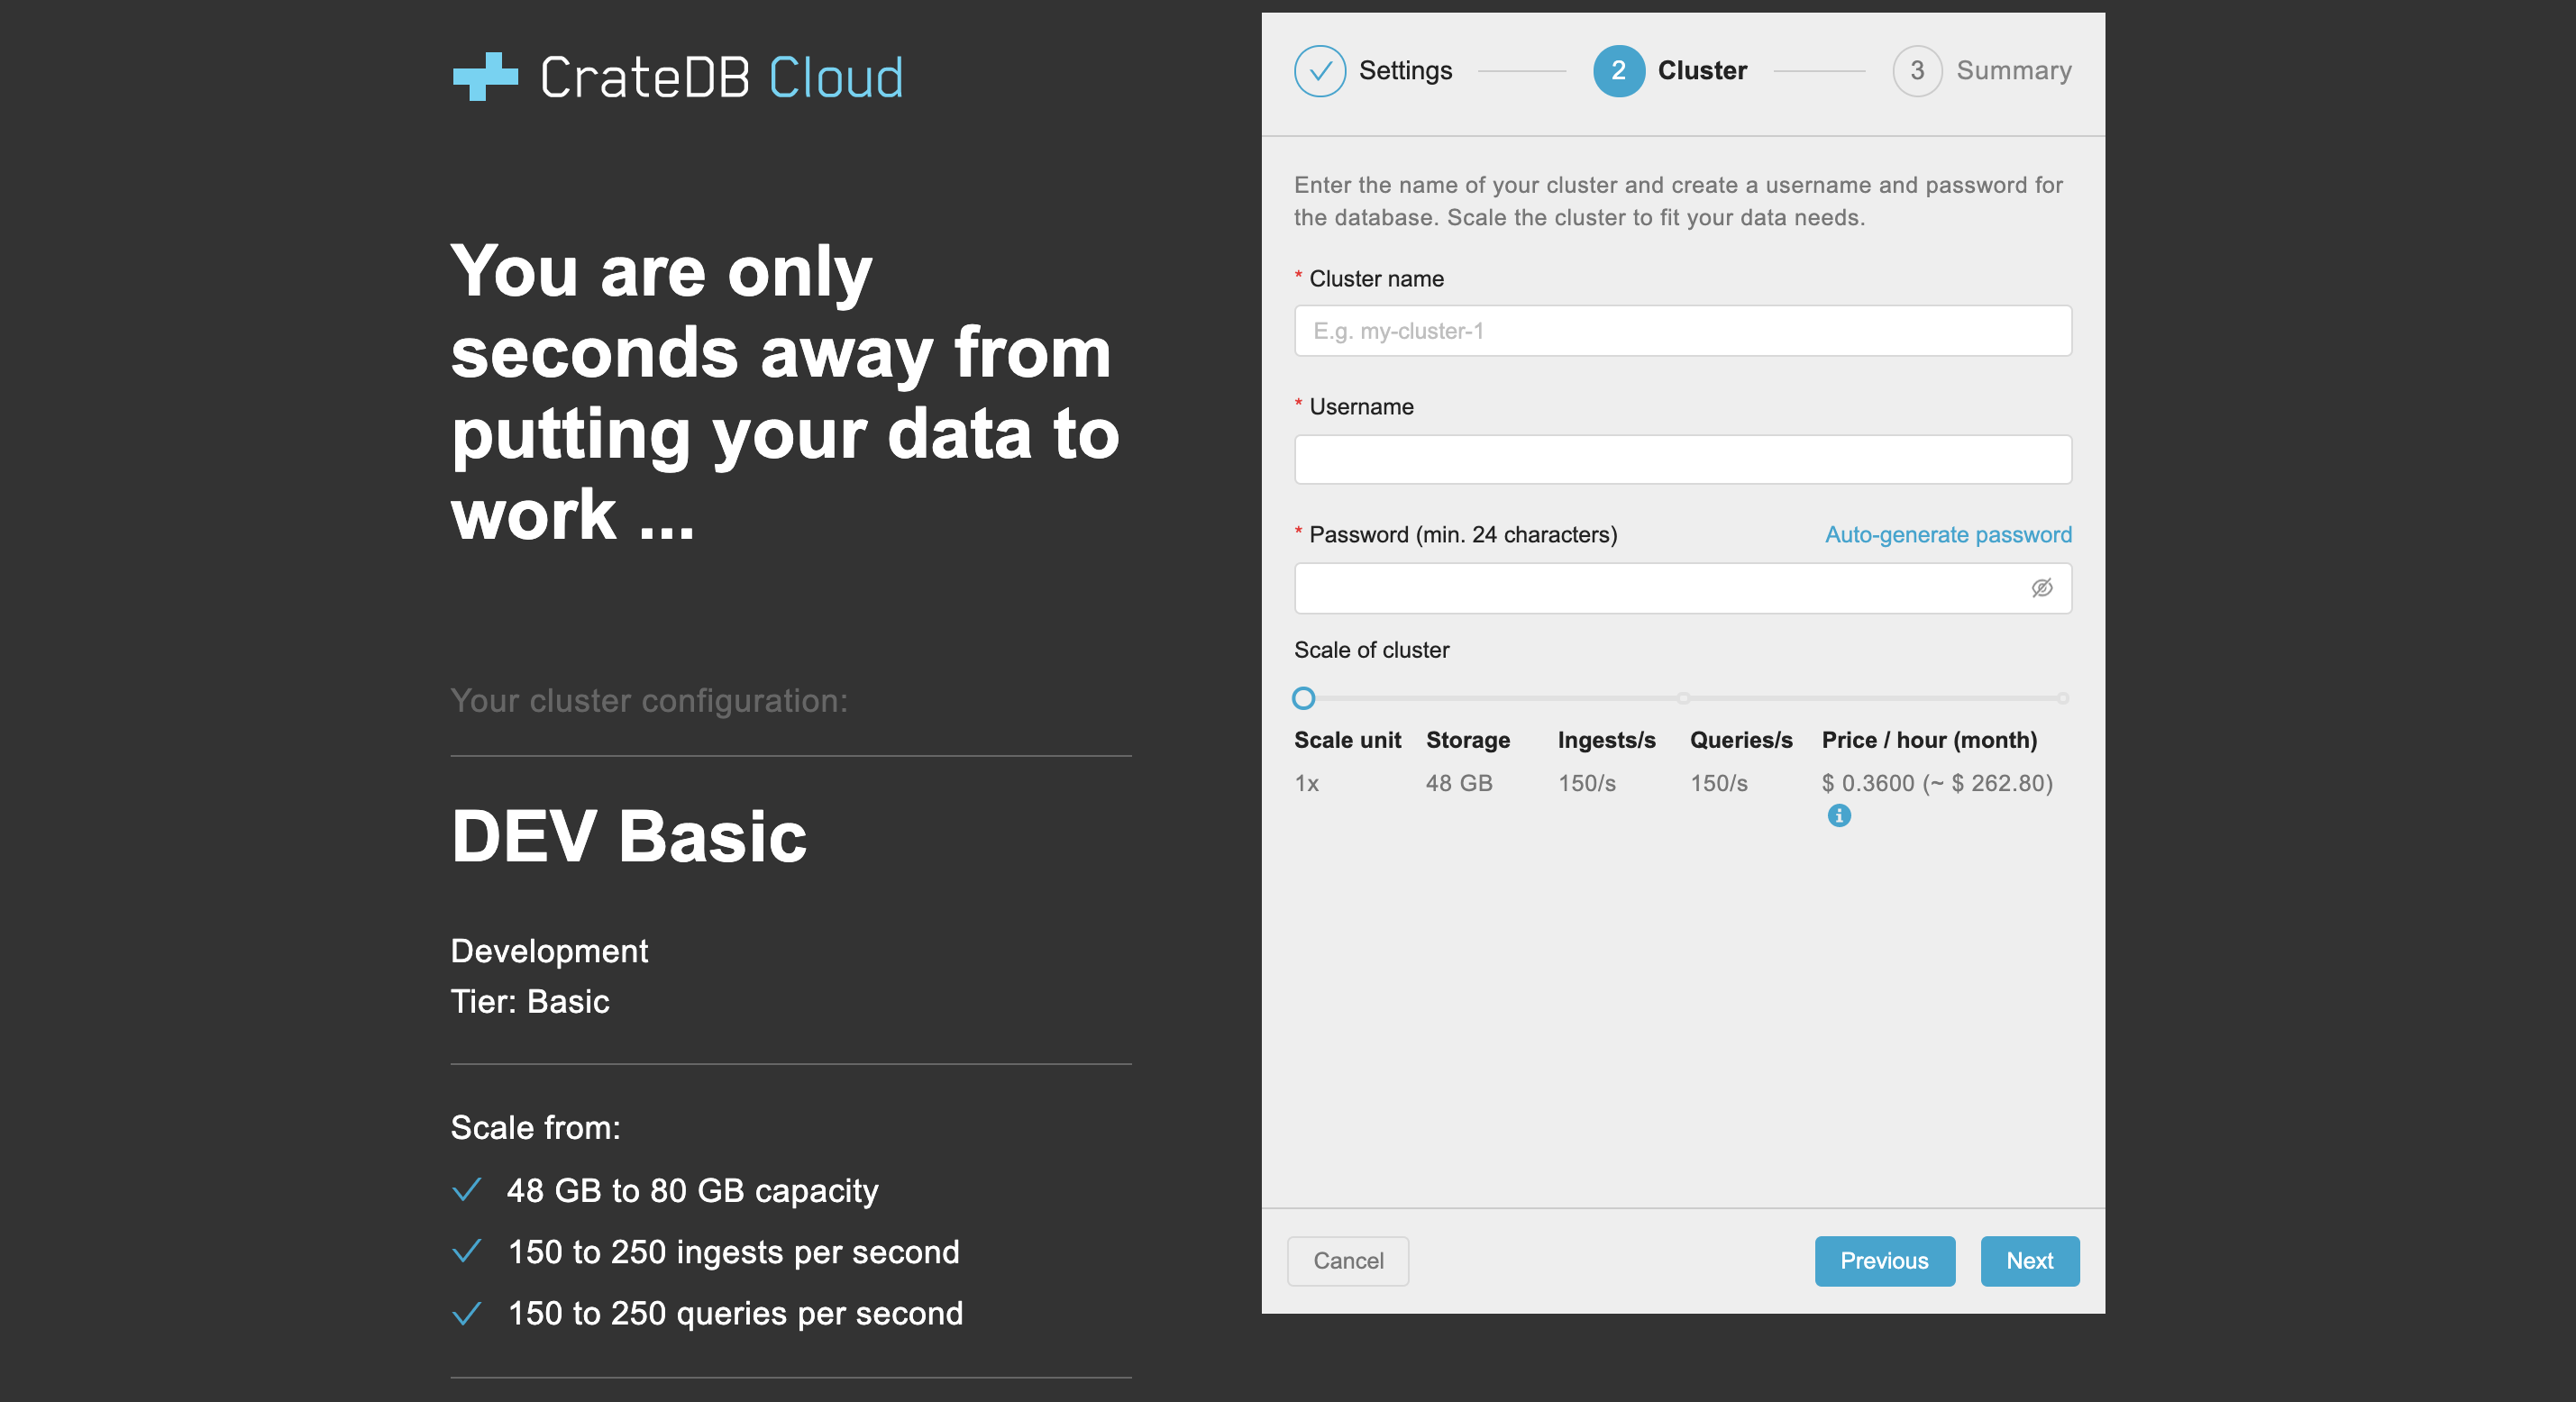 CrateDB Cloud
You are only
seconds away from
putting your data to
work ...
Your cluster configuration:
DEV Basic
Development
Tier: Basic
Scale from:
48 GB to 80 GB capacity
150 to 250 ingests per second
150 to 250 queries per second
Settings 2 Cluster 3 Summary
Enter the name of your cluster and create a username and password for
the database. Scale the cluster to fit your data needs.
* Cluster name
E.g. my-cluster-1
* Username
* Password (min. 24 characters) Auto-generate password
Scale of cluster
Scale unit Storage Ingests/s Queries/s Price / hour (month)
1x 48 GB 150/s 150/s $ 0.3600 (~ $ 262.80)
Cancel Previous Next